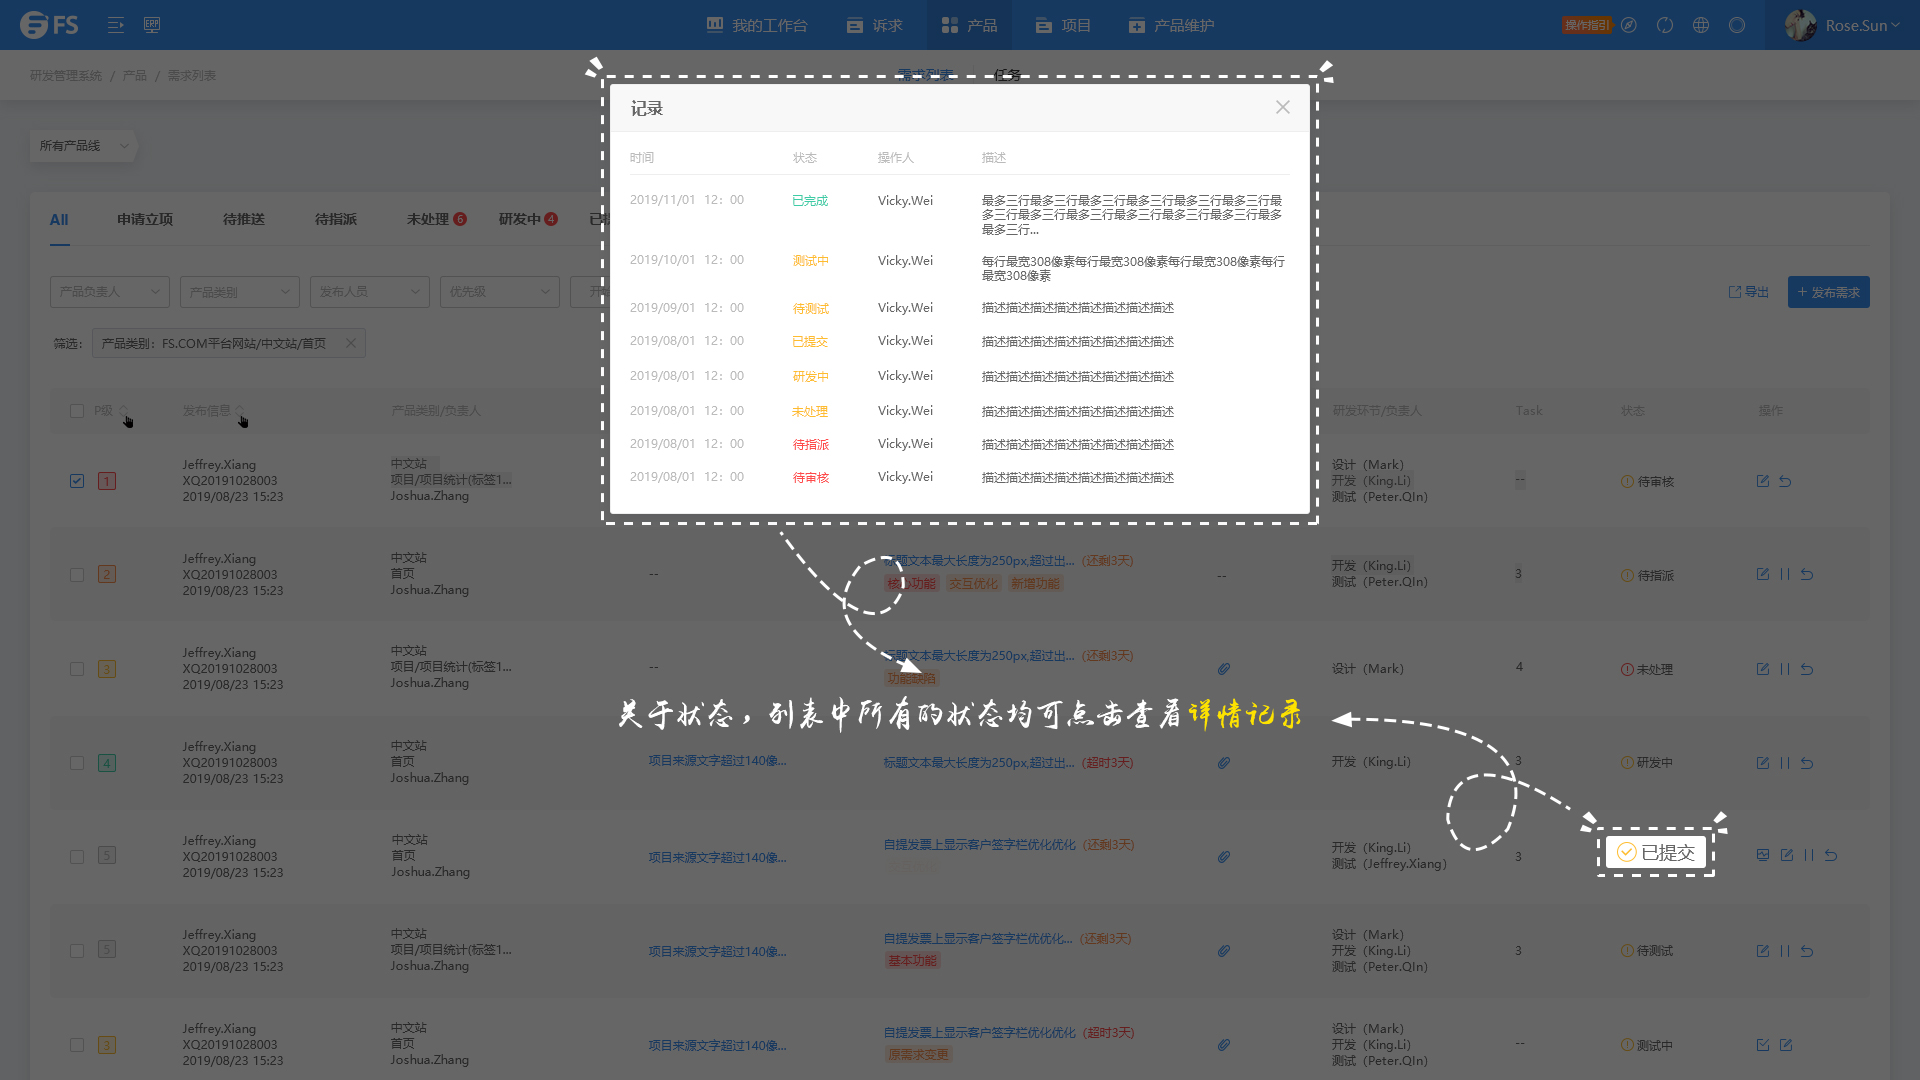 FS
ERP
我的工作台
诉求
产品
项目
产品维护
操作指引
Rose.Sun
研发管理系统 / 产品 / 需求列表
需求列表
任务
所有产品线
All
申请立项
待推送
待指派
未处理 6
研发中 4
产品负责人
产品类别
发布人员
优先级
导出
+ 发布需求
筛选:
产品类别: FS.COM平台网站/中文站/首页
记录
时间 状态 操作人 描述
2019/11/01 12: 00 已完成 Vicky.Wei 最多三行最多三行最多三行最多三行最多三行最多三行最
多三行最多三行最多三行最多三行最多三行最多三行最多
最多三行...
2019/10/01 12: 00 测试中 Vicky.Wei 每行最宽308像素每行最宽308像素每行最宽308像素每行
最宽308像素
2019/09/01 12: 00 待测试 Vicky.Wei 描述描述描述描述描述描述描述描述
2019/08/01 12: 00 已提交 Vicky.Wei 描述描述描述描述描述描述描述描述
2019/08/01 12: 00 研发中 Vicky.Wei 描述描述描述描述描述描述描述描述
2019/08/01 12: 00 未处理 Vicky.Wei 描述描述描述描述描述描述描述描述
2019/08/01 12: 00 待指派 Vicky.Wei 描述描述描述描述描述描述描述描述
2019/08/01 12: 00 待审核 Vicky.Wei 描述描述描述描述描述描述描述描述
P级 发布信息 产品类别/负责人 研发环节/负责人 Task 状态 操作
1
Jeffrey.Xiang
XQ20191028003
2019/08/23 15:23
中文站
项目/项目统计(标签1...
Joshua.Zhang
设计（Mark）
开发（King.Li）
测试（Peter.QIn）
--
待审核
2
Jeffrey.Xiang
XQ20191028003
2019/08/23 15:23
中文站
首页
Joshua.Zhang
--
标题文本最大长度为250px,超过出... (还剩3天)
核心功能 交互优化 新增功能
--
开发（King.Li）
测试（Peter.QIn）
3
待指派
3
Jeffrey.Xiang
XQ20191028003
2019/08/23 15:23
中文站
项目/项目统计(标签1...
Joshua.Zhang
--
标题文本最大长度为250px,超过出... (还剩3天)
功能缺陷
设计（Mark）
4
未处理
关于状态，列表中所有的状态均可点击查看详情记录
4
Jeffrey.Xiang
XQ20191028003
2019/08/23 15:23
中文站
首页
Joshua.Zhang
项目来源文字超过140像...
标题文本最大长度为250px,超过出... (超时3天)
开发（King.Li）
3
研发中
5
Jeffrey.Xiang
XQ20191028003
2019/08/23 15:23
中文站
首页
Joshua.Zhang
项目来源文字超过140像...
自提发票上显示客户签字栏优化优化 (还剩3天)
开发（King.Li）
测试（Jeffrey.Xiang）
3
已提交
5
Jeffrey.Xiang
XQ20191028003
2019/08/23 15:23
中文站
项目/项目统计(标签1...
Joshua.Zhang
项目来源文字超过140像...
自提发票上显示客户签字栏优优化... (还剩3天)
基本功能
设计（Mark）
开发（King.Li）
测试（Peter.QIn）
3
待测试
3
Jeffrey.Xiang
XQ20191028003
2019/08/23 15:23
中文站
首页
Joshua.Zhang
项目来源文字超过140像...
自提发票上显示客户签字栏优化优化 (超时3天)
原需求变更
设计（Mark）
开发（King.Li）
测试（Peter.QIn）
--
测试中